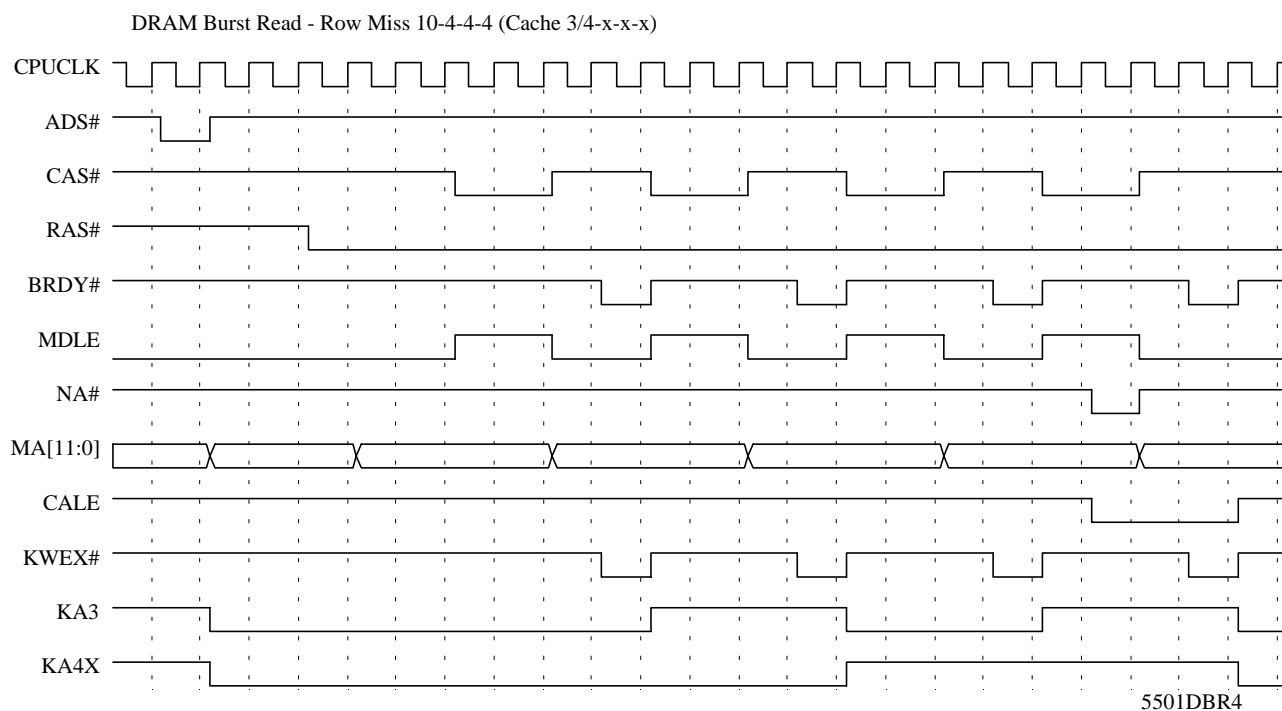 DRAM Burst Read - Row Miss 10-4-4-4 (Cache 3/4-x-x-x)
CPUCLK
ADS#
CAS#
RAS#
BRDY#
MDLE
NA#
MA[11:0]
CALE
KWEX#
KA3
KA4X
5501DBR4